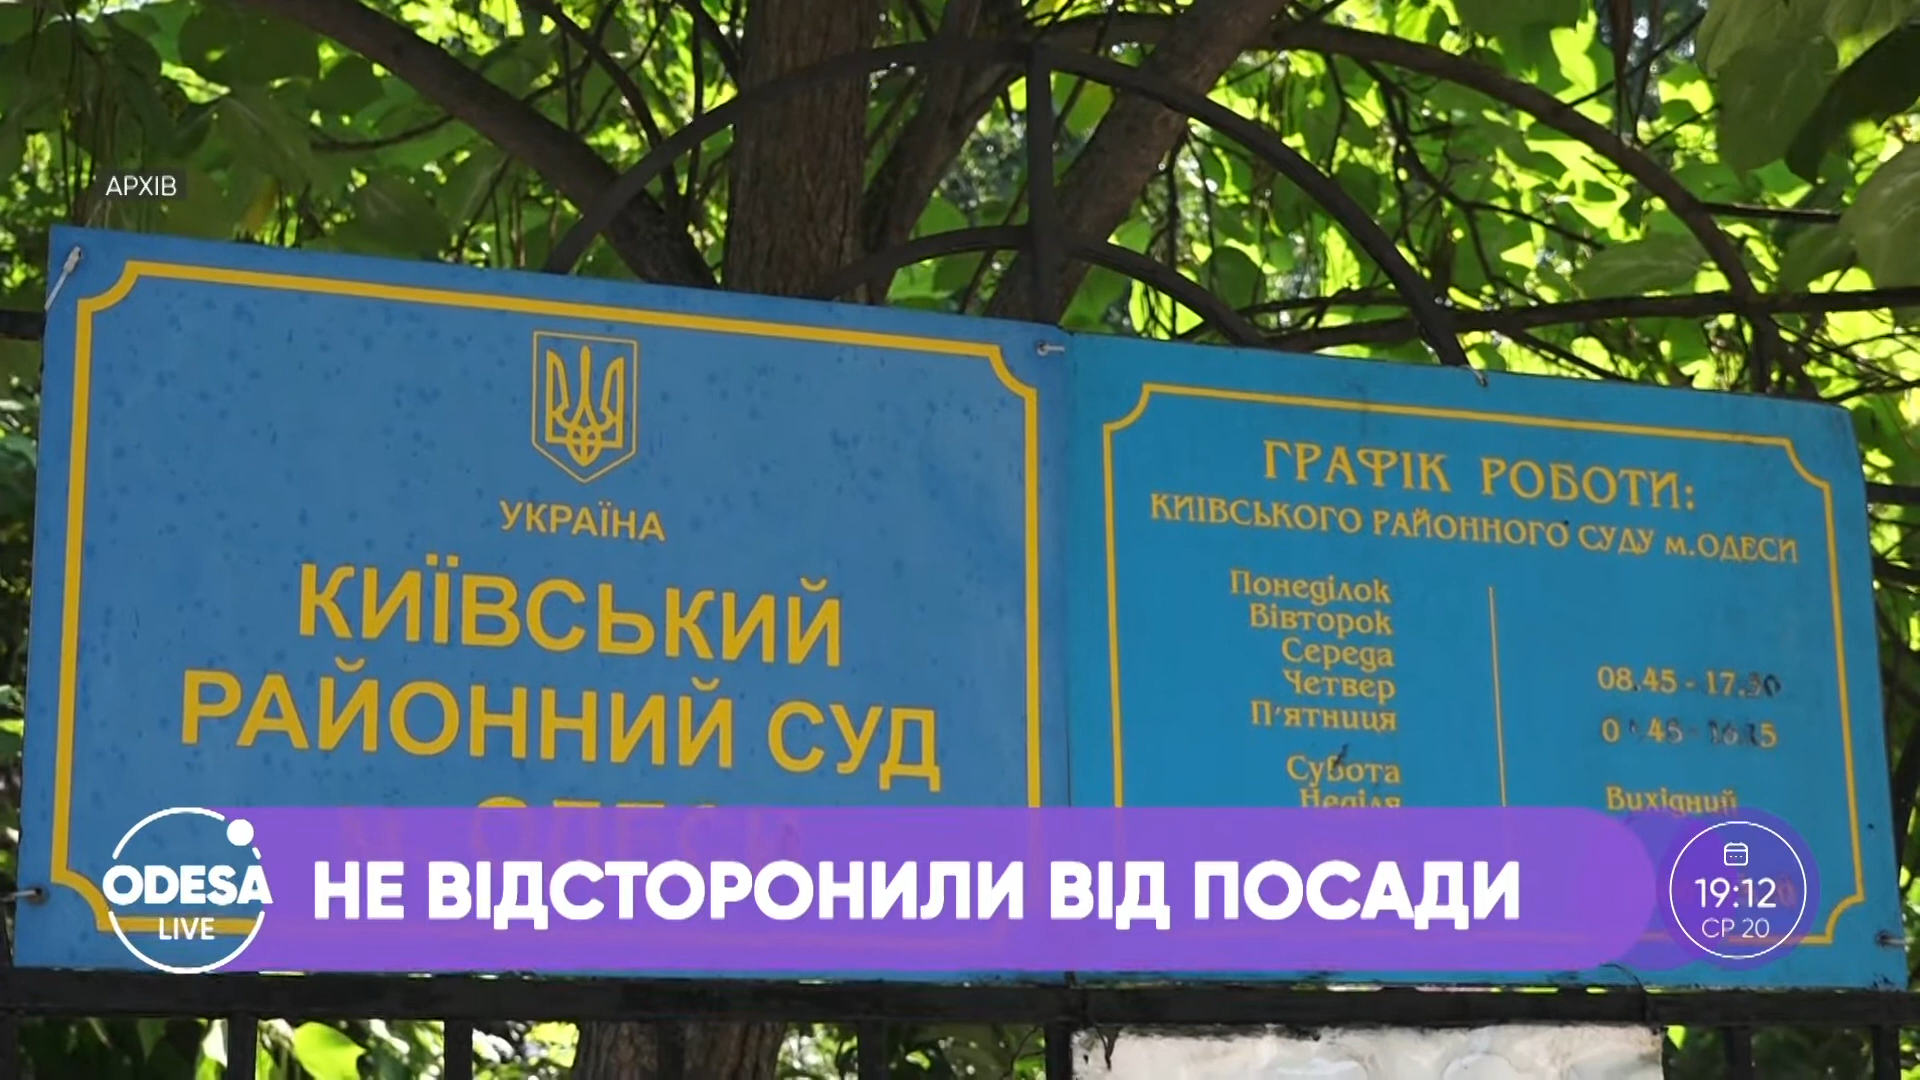 АРХІВ
УКРАЇНА
КИЇВСЬКИЙ
РАЙОННИЙ СУД
ГРАФІК РОБОТИ:
КИЇВСЬКОГО РАЙОННОГО СУДУ м.ОДЕСИ
Понеділок
Вівторок
Середа
Четвер
П'ятниця
08.45 - 17.30
Субота
Неділя
Вихідний
ODESA
LIVE
НЕ ВІДСТОРОНИЛИ ВІД ПОСАДИ
19:12
СР 20